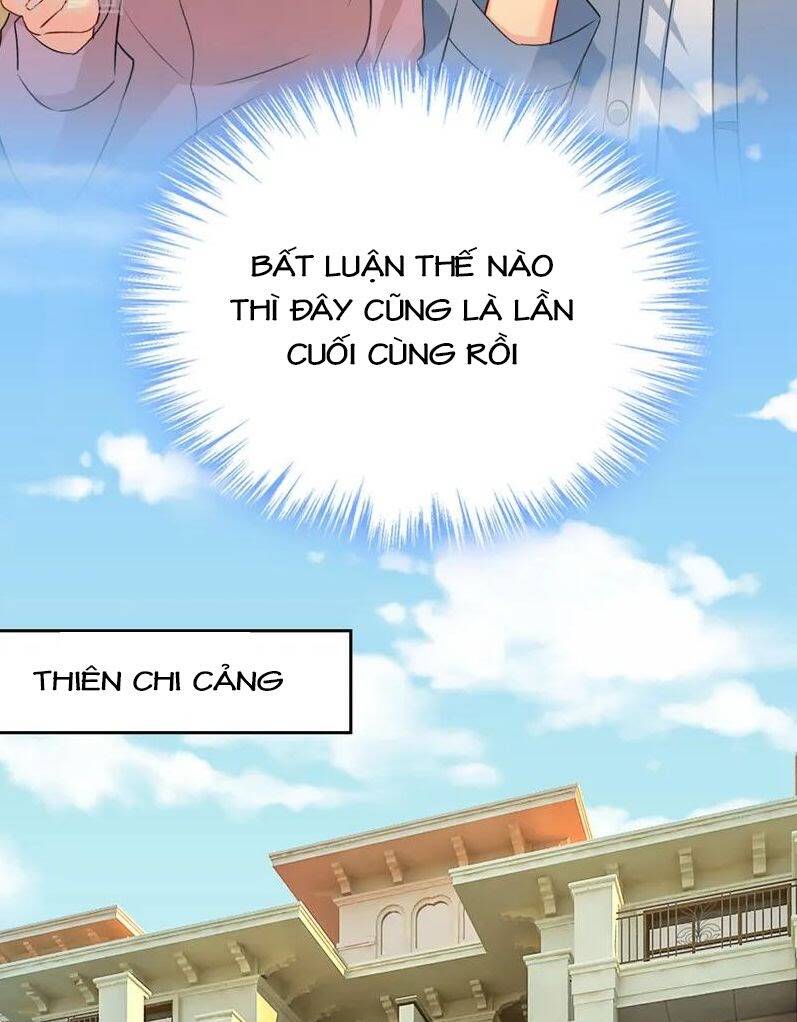 BẤT LUẬN THẾ NÀO
THÌ ĐÂY CŨNG LÀ LẦN
CUỐI CÙNG RỒI
THIÊN CHI CẢNG